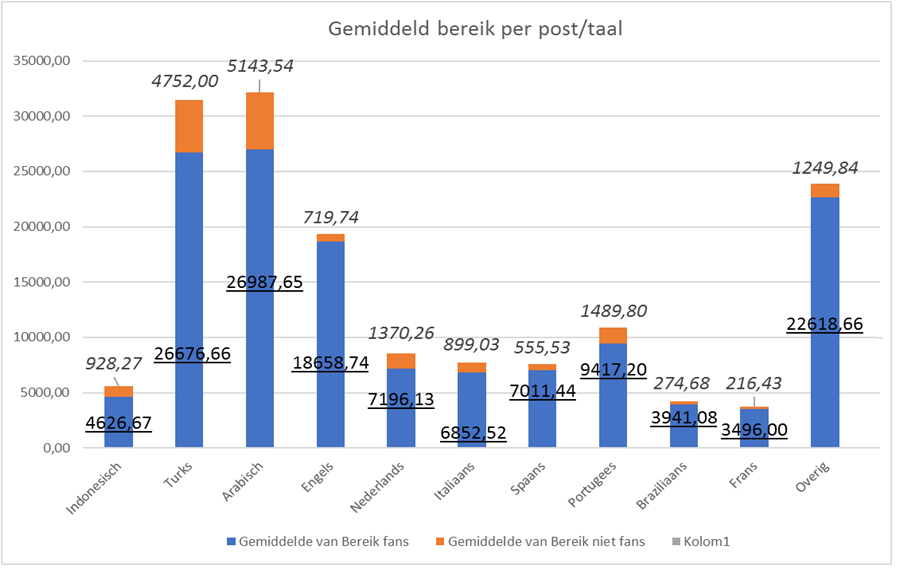 Gemiddeld bereik per post/taal
35000,00
30000,00
25000,00
20000,00
15000,00
10000,00
5000,00
0,00
928,27
4752,00
5143,54
719,74
1370,26
899,03
555,53
1489,80
274,68
216,43
1249,84
4626,67
26676,66
26987,65
18658,74
7196,13
6852,52
7011,44
9417,20
3941,08
3496,00
22618,66
Indonesisch
Turks
Arabisch
Engels
Nederlands
Italiaans
Spaans
Portugees
Braziliaans
Frans
Overig
Gemiddelde van Bereik fans
Gemiddelde van Bereik niet fans
Kolom1